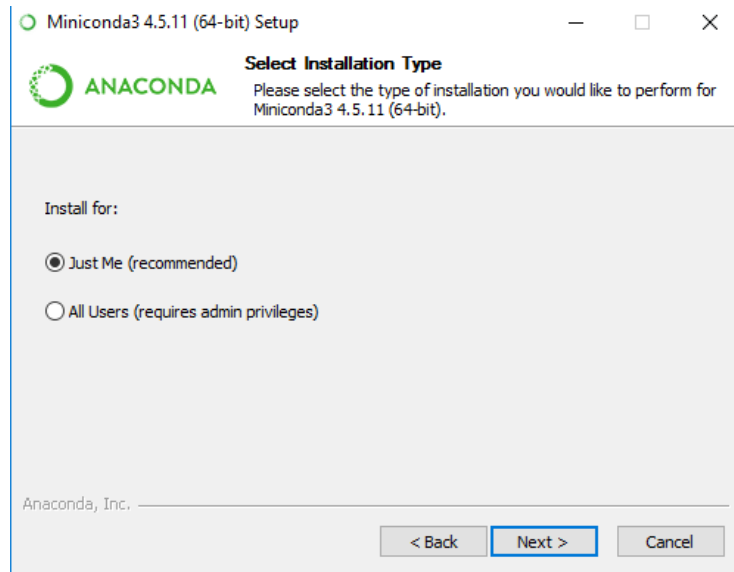 Miniconda3 4.5.11 (64-bit) Setup
ANACONDA
Select Installation Type
Please select the type of installation you would like to perform for
Miniconda3 4.5.11 (64-bit).
Install for:
Just Me (recommended)
All Users (requires admin privileges)
Anaconda, Inc.
< Back Next > Cancel